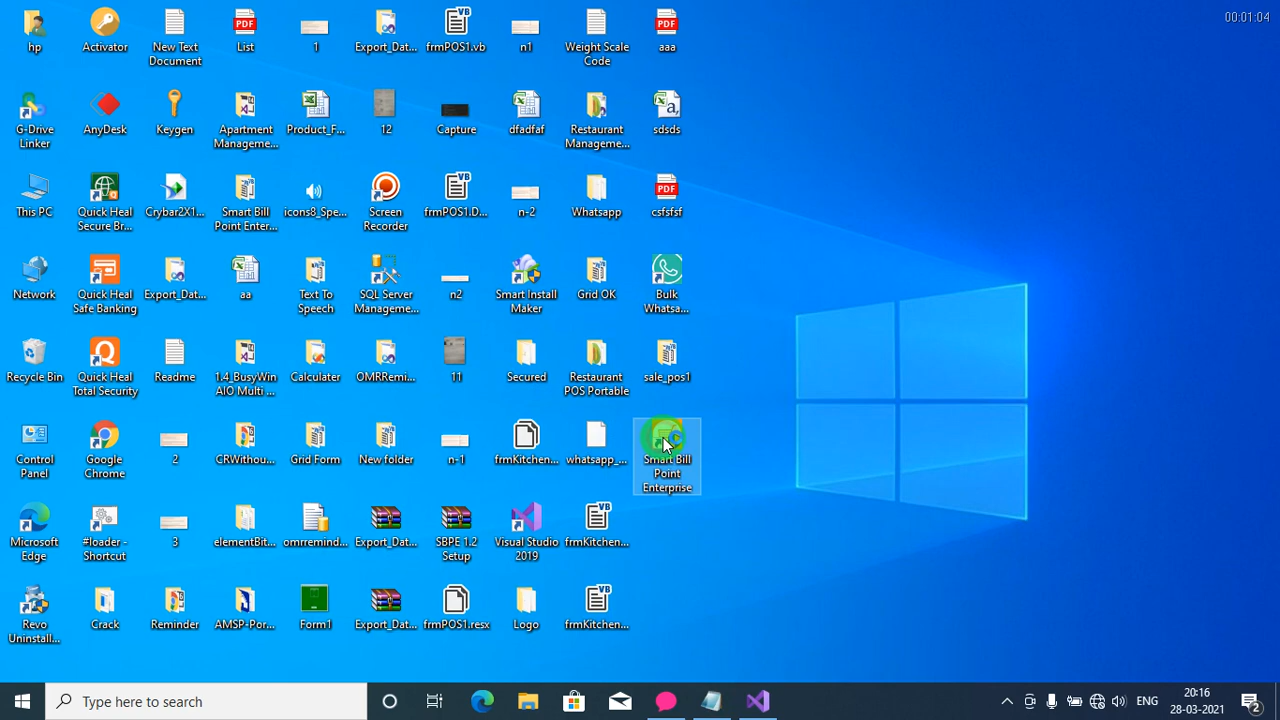 00:01:04
hp
Activator
New Text
Document
List
1
Export_Dat...
frmPOS1.vb
n1
Weight Scale
Code
aaa
G-Drive
Linker
AnyDesk
Keygen
Apartment
Manageme...
Product_F...
12
Capture
dfadfaf
Restaurant
Manageme...
sdsds
This PC
Quick Heal
Secure Br...
Crybar2X1...
Smart Bill
Point Enter...
icons8_Spe...
Screen
Recorder
frmPOS1.D...
n-2
Whatsapp
csfsfsf
Network
Quick Heal
Safe Banking
Export_Dat...
aa
Text To
Speech
SQL Server
Manageme...
n2
Smart Install
Maker
Grid OK
Bulk
Whatsa...
Recycle Bin
Quick Heal
Total Security
Readme
1.4_BusyWin
AIO Multi ...
Calculater
OMRRemi...
11
Secured
Restaurant
POS Portable
sale_pos1
Control
Panel
Google
Chrome
2
CRWithou...
Grid Form
New folder
n-1
frmKitchen...
whatsapp_...
Smart Bill
Point
Enterprise
Microsoft
Edge
#loader -
Shortcut
3
elementBit...
omrremind...
Export_Dat...
SBPE 1.2
Setup
Visual Studio
2019
frmKitchen...
Revo
Uninstall...
Crack
Reminder
AMSP-Por...
Form1
Export_Dat...
frmPOS1.resx
Logo
frmKitchen...
Type here to search
ENG
20:16
28-03-2021
2